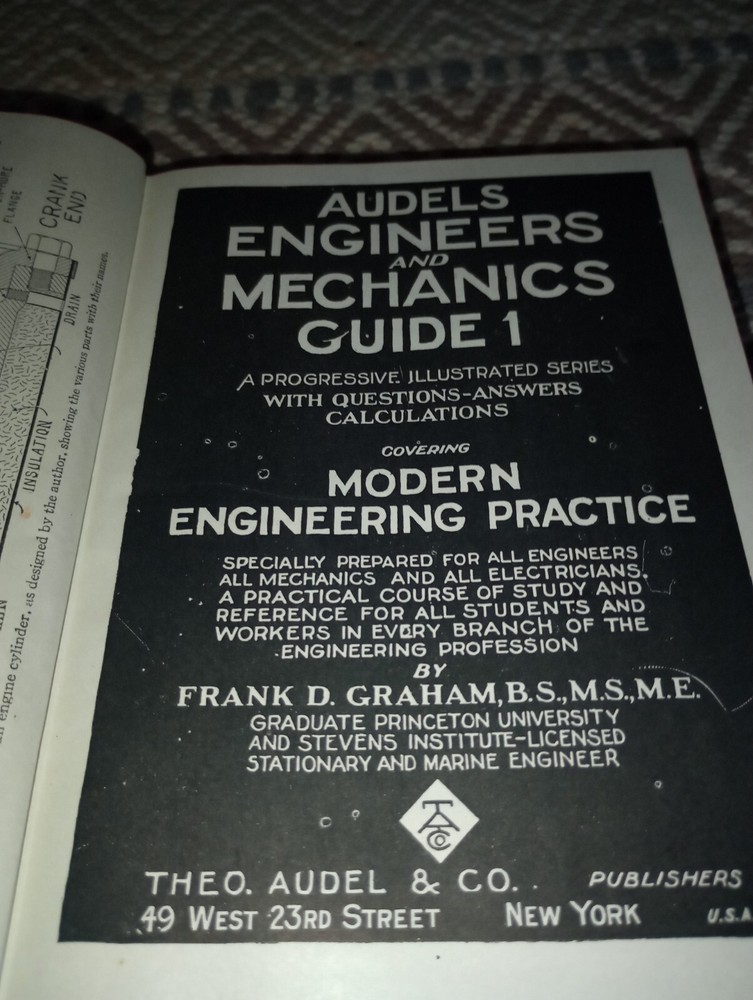 FLANGE
CRANK
END
DRAIN
INSULATION
engine cylinder, as designed by the author, showing the various parts with their names.
AUDELS
ENGINEERS
AND
MECHANICS
GUIDE 1
A PROGRESSIVE ILLUSTRATED SERIES
WITH QUESTIONS-ANSWERS
CALCULATIONS
COVERING
MODERN
ENGINEERING PRACTICE
SPECIALLY PREPARED FOR ALL ENGINEERS
ALL MECHANICS AND ALL ELECTRICIANS.
A PRACTICAL COURSE OF STUDY AND
REFERENCE FOR ALL STUDENTS AND
WORKERS IN EVERY BRANCH OF THE
ENGINEERING PROFESSION
BY
FRANK D. GRAHAM, B.S., M.S., M.E.
GRADUATE PRINCETON UNIVERSITY
AND STEVENS INSTITUTE-LICENSED
STATIONARY AND MARINE ENGINEER
TACO
THEO. AUDEL & CO. . PUBLISHERS
49 WEST 23RD STREET NEW YORK U.S.A